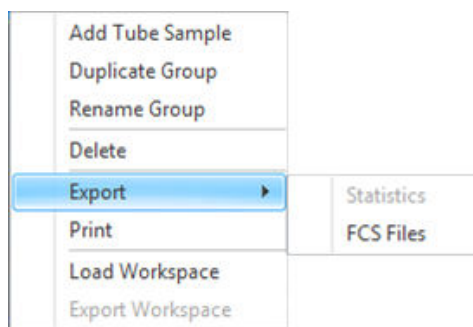 Add Tube Sample
Duplicate Group
Rename Group
Delete
Export
Statistics
FCS Files
Print
Load Workspace
Export Workspace